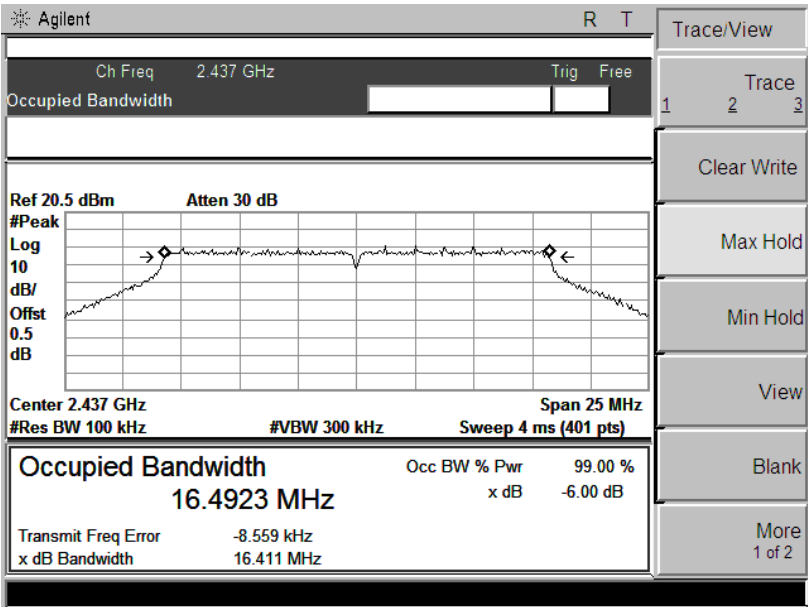 Agilent R T
Ch Freq 2.437 GHz Trig Free
Occupied Bandwidth
Ref 20.5 dBm Atten 30 dB
#Peak
Log
10
dB/
Offst
0.5
dB
Center 2.437 GHz Span 25 MHz
#Res BW 100 kHz #VBW 300 kHz Sweep 4 ms (401 pts)
Occupied Bandwidth Occ BW % Pwr 99.00 %
16.4923 MHz x dB -6.00 dB
Transmit Freq Error -8.559 kHz
x dB Bandwidth 16.411 MHz
Trace/View
Trace
1 2 3
Clear Write
Max Hold
Min Hold
View
Blank
More
1 of 2